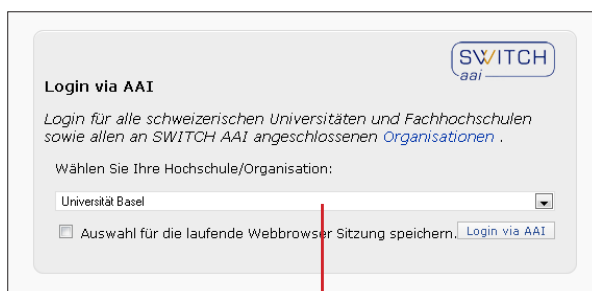 SWITCH
aai
Login via AAI
Login für alle schweizerischen Universitäten und Fachhochschulen
sowie allen an SWITCH AAI angeschlossenen Organisationen .
Wählen Sie Ihre Hochschule/Organisation:
Universität Basel
Auswahl für die laufende Webbrowser Sitzung speichern. Login via AAI